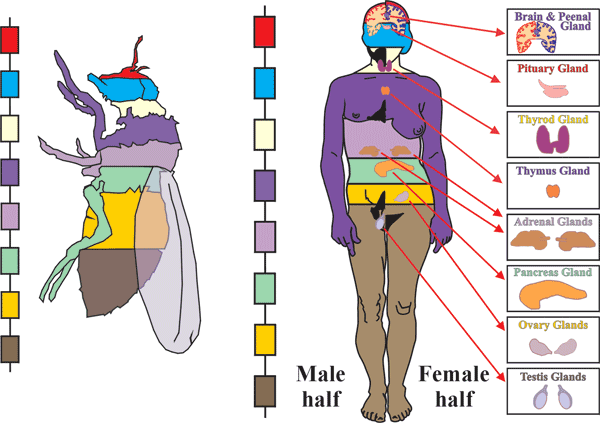 Brain & Peenal
Gland
Pituary Gland
Thyrod Gland
Thymus Gland
Adrenal Glands
Pancreas Gland
Ovary Glands
Testis Glands
Male
half
Female
half